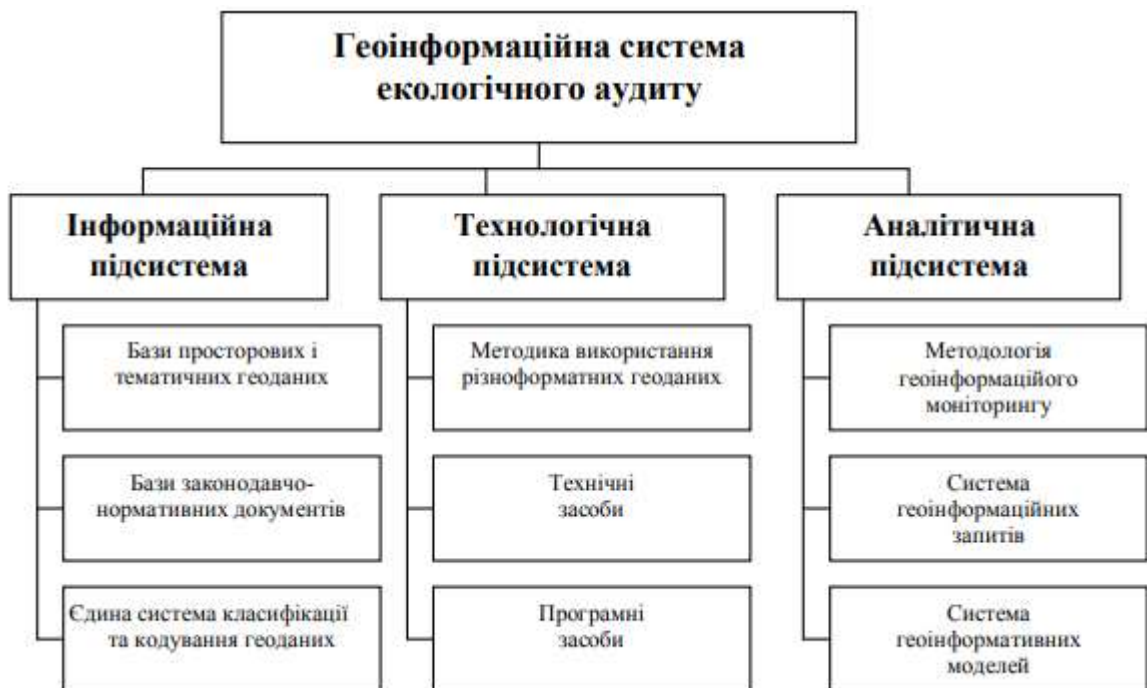 Геоінформаційна система
екологічного аудиту
Інформаційна
підсистема
Бази просторових і
тематичних геоданих
Бази законодавчо-
нормативних документів
Єдина система класифікації
та кодування геоданих
Технологічна
підсистема
Методика використання
різноформатних геоданих
Технічні
засоби
Програмні
засоби
Аналітична
підсистема
Методологія
геоінформаційого
моніторингу
Система
геоінформаційних
запитів
Система
геоінформативних
моделей